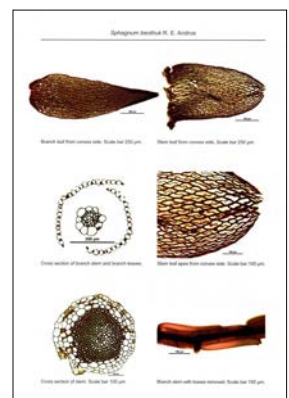 Sphagnum beothuk R. E. Andrus
Branch leaf from convex side. Scale bar 250 µm.
Stem leaf from convex side. Scale bar 250 µm.
Cross section of branch stem and branch leaves.
Stem leaf apex from convex side. Scale bar 100 µm.
Cross section of stem. Scale bar 100 µm.
Branch stem with leaves removed. Scale bar 100 µm.